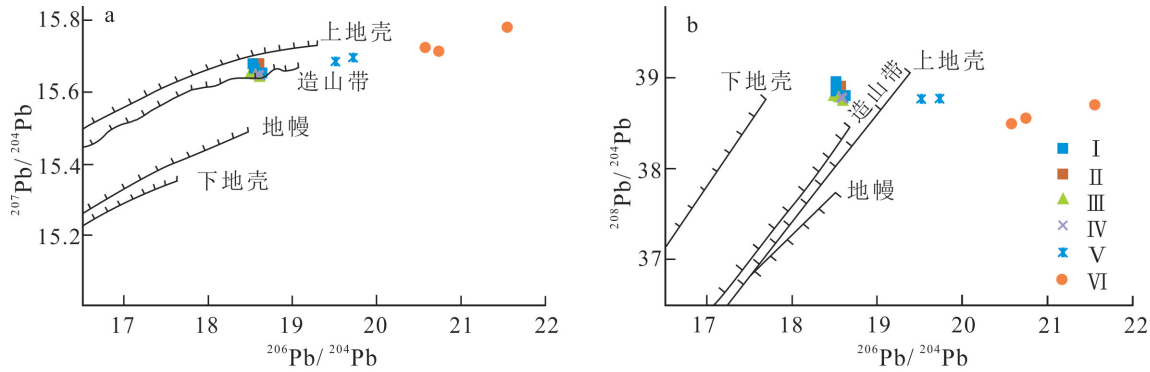 a
15.8
15.6
15.4
15.2
²⁰⁷Pb/ ²⁰⁴Pb
上地壳
造山带
地幔
下地壳
17 18 19 20 21 22
²⁰⁶Pb/ ²⁰⁴Pb
b
39
38
37
²⁰⁸Pb/ ²⁰⁴Pb
下地壳
造山带
上地壳
地幔
Ⅰ
Ⅱ
Ⅲ
Ⅳ
Ⅴ
Ⅵ
17 18 19 20 21 22
²⁰⁶Pb/ ²⁰⁴Pb